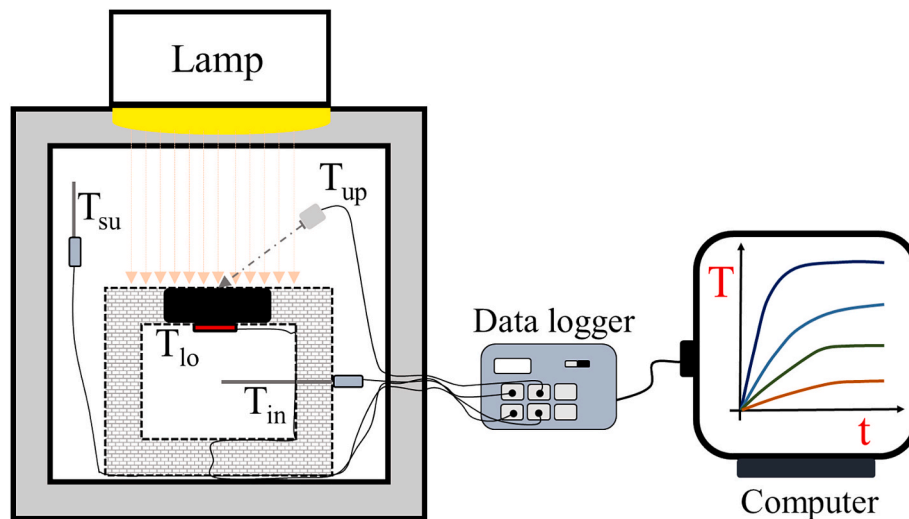 Lamp
T_up
T_su
T_lo
T_in
Data logger
T
t
Computer